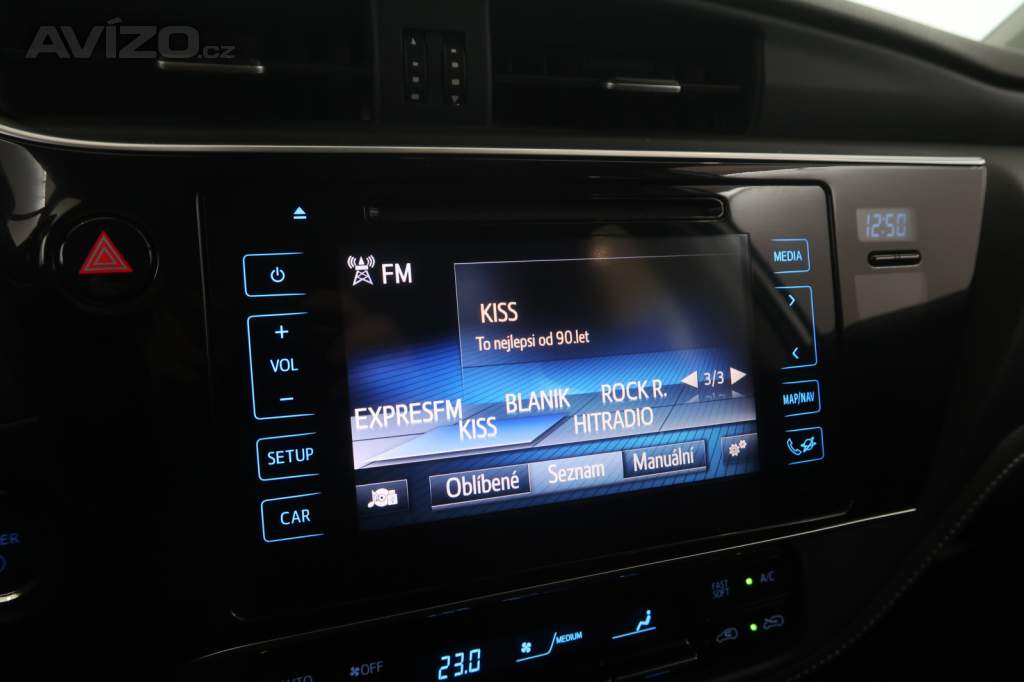 AVÍZO.cz
12:50
MEDIA
FM
KISS
To nejlepsi od 90.let
VOL
3/3
EXPRESFM
BLANIK
ROCK R.
KISS
HITRADIO
MAP/NAV
SETUP
Oblíbené
Seznam
Manuální
CAR
FAST
SOFT
A/C
MEDIUM
OFF
23.0